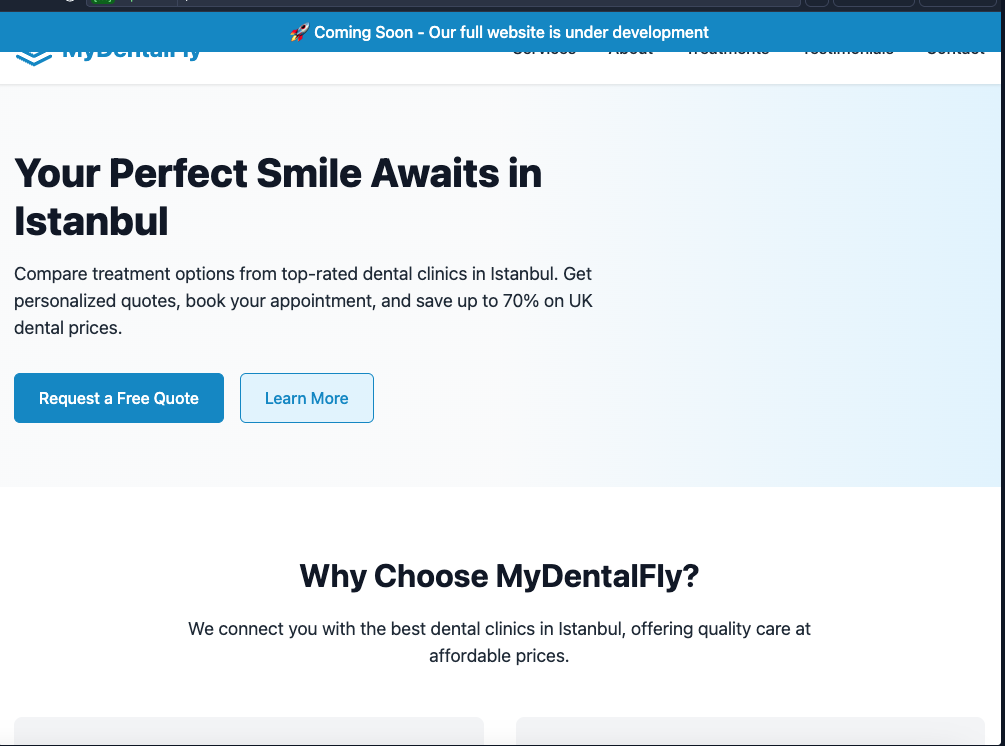 🚀 Coming Soon - Our full website is under development
MyDentalFly
Services About Treatments Testimonials Contact
Your Perfect Smile Awaits in
Istanbul
Compare treatment options from top-rated dental clinics in Istanbul. Get
personalized quotes, book your appointment, and save up to 70% on UK
dental prices.
Request a Free Quote
Learn More
Why Choose MyDentalFly?
We connect you with the best dental clinics in Istanbul, offering quality care at
affordable prices.